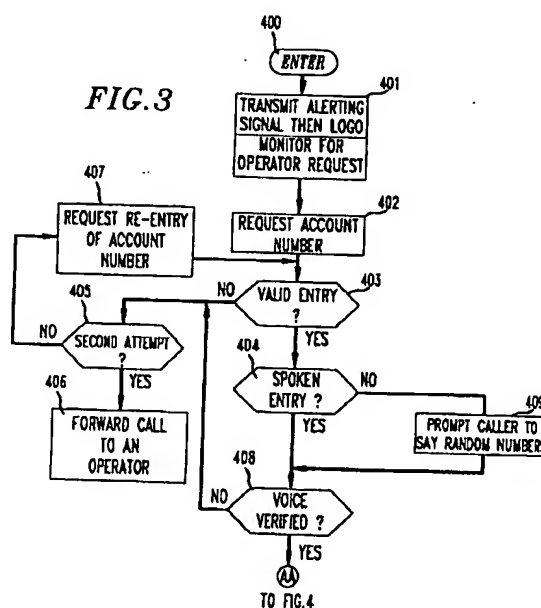 400
ENTER
FIG.3
401
TRANSMIT ALERTING
SIGNAL THEN LOGO
MONITOR FOR
OPERATOR REQUEST
407
REQUEST RE-ENTRY
OF ACCOUNT
NUMBER
402
REQUEST ACCOUNT
NUMBER
403
NO
VALID ENTRY
?
YES
405
NO
SECOND ATTEMPT
?
YES
404
SPOKEN
ENTRY ?
NO
YES
406
FORWARD CALL
TO AN
OPERATOR
409
PROMPT CALLER TO
SAY RANDOM NUMBERS
408
NO
VOICE
VERIFIED ?
YES
AA
TO FIG.4